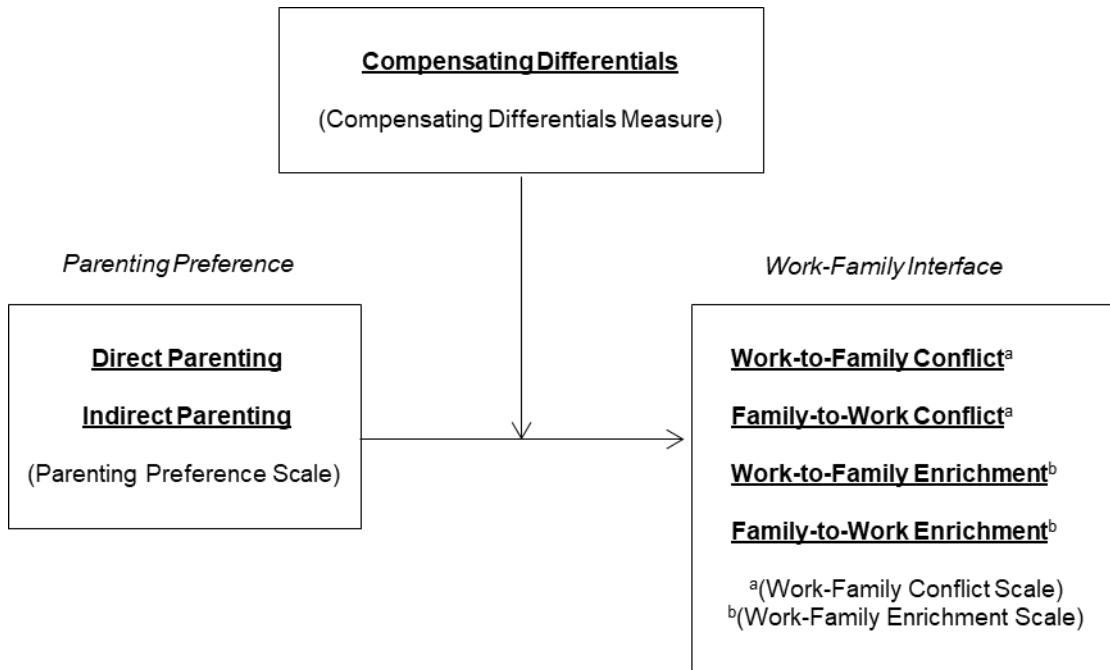 Compensating Differentials
(Compensating Differentials Measure)
Parenting Preference
Direct Parenting
Indirect Parenting
(Parenting Preference Scale)
Work-Family Interface
Work-to-Family Conflictᵃ
Family-to-Work Conflictᵃ
Work-to-Family Enrichmentᵇ
Family-to-Work Enrichmentᵇ
ᵃ(Work-Family Conflict Scale)
ᵇ(Work-Family Enrichment Scale)